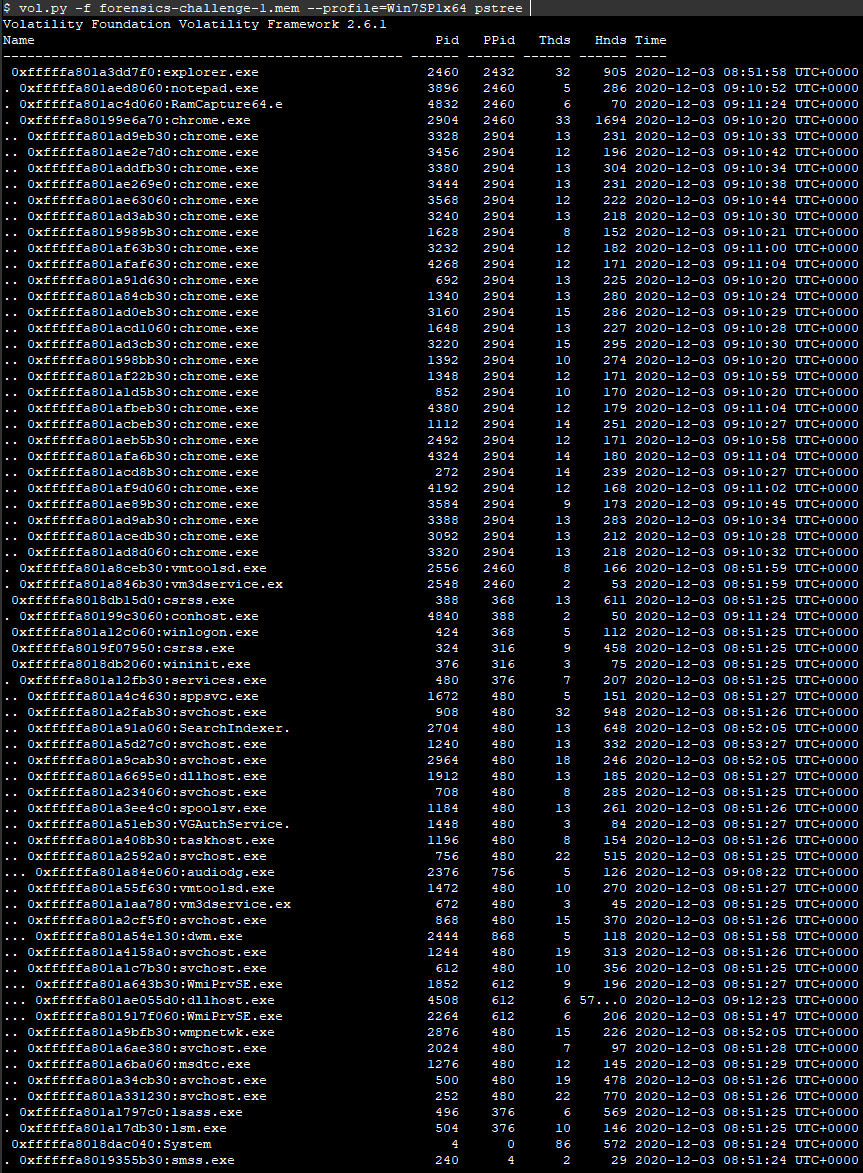 $ vol.py -f forensics-challenge-1.mem --profile=Win7SP1x64 pstree
Volatility Foundation Volatility Framework 2.6.1
Name Pid PPid Thds Hnds Time
-------------------------------------------------- ------ ------ ------ ------ ----
0xfffffa801a3dd7f0:explorer.exe 2460 2432 32 905 2020-12-03 08:51:58 UTC+0000
. 0xfffffa801aed8060:notepad.exe 3896 2460 5 286 2020-12-03 09:10:52 UTC+0000
. 0xfffffa801ac4d060:RamCapture64.e 4832 2460 6 70 2020-12-03 09:11:24 UTC+0000
. 0xfffffa80199e6a70:chrome.exe 2904 2460 33 1694 2020-12-03 09:10:20 UTC+0000
.. 0xfffffa801ad9eb30:chrome.exe 3328 2904 13 231 2020-12-03 09:10:33 UTC+0000
.. 0xfffffa801ae2e7d0:chrome.exe 3456 2904 12 196 2020-12-03 09:10:42 UTC+0000
.. 0xfffffa801addfb30:chrome.exe 3380 2904 13 304 2020-12-03 09:10:34 UTC+0000
.. 0xfffffa801ae269e0:chrome.exe 3444 2904 13 231 2020-12-03 09:10:38 UTC+0000
.. 0xfffffa801ae63060:chrome.exe 3568 2904 12 222 2020-12-03 09:10:44 UTC+0000
.. 0xfffffa801ad3ab30:chrome.exe 3240 2904 13 218 2020-12-03 09:10:30 UTC+0000
.. 0xfffffa8019989b30:chrome.exe 1628 2904 8 152 2020-12-03 09:10:21 UTC+0000
.. 0xfffffa801af63b30:chrome.exe 3232 2904 12 182 2020-12-03 09:11:00 UTC+0000
.. 0xfffffa801afaf630:chrome.exe 4268 2904 12 171 2020-12-03 09:11:04 UTC+0000
.. 0xfffffa801a91d630:chrome.exe 692 2904 13 225 2020-12-03 09:10:20 UTC+0000
.. 0xfffffa801a84cb30:chrome.exe 1340 2904 13 280 2020-12-03 09:10:24 UTC+0000
.. 0xfffffa801ad0eb30:chrome.exe 3160 2904 15 286 2020-12-03 09:10:29 UTC+0000
.. 0xfffffa801acd1060:chrome.exe 1648 2904 13 227 2020-12-03 09:10:28 UTC+0000
.. 0xfffffa801ad3cb30:chrome.exe 3220 2904 15 295 2020-12-03 09:10:30 UTC+0000
.. 0xfffffa801998bb30:chrome.exe 1392 2904 10 274 2020-12-03 09:10:20 UTC+0000
.. 0xfffffa801af22b30:chrome.exe 1348 2904 12 171 2020-12-03 09:10:59 UTC+0000
.. 0xfffffa801a1d5b30:chrome.exe 852 2904 10 170 2020-12-03 09:10:20 UTC+0000
.. 0xfffffa801afbeb30:chrome.exe 4380 2904 12 179 2020-12-03 09:11:04 UTC+0000
.. 0xfffffa801acbeb30:chrome.exe 1112 2904 14 251 2020-12-03 09:10:27 UTC+0000
.. 0xfffffa801aeb5b30:chrome.exe 2492 2904 12 171 2020-12-03 09:10:58 UTC+0000
.. 0xfffffa801afa6b30:chrome.exe 4324 2904 14 180 2020-12-03 09:11:04 UTC+0000
.. 0xfffffa801acd8b30:chrome.exe 272 2904 14 239 2020-12-03 09:10:27 UTC+0000
.. 0xfffffa801af9d060:chrome.exe 4192 2904 12 168 2020-12-03 09:11:02 UTC+0000
.. 0xfffffa801ae89b30:chrome.exe 3584 2904 9 173 2020-12-03 09:10:45 UTC+0000
.. 0xfffffa801ad9ab30:chrome.exe 3388 2904 13 283 2020-12-03 09:10:34 UTC+0000
.. 0xfffffa801acedb30:chrome.exe 3092 2904 13 212 2020-12-03 09:10:28 UTC+0000
.. 0xfffffa801ad8d060:chrome.exe 3320 2904 13 218 2020-12-03 09:10:32 UTC+0000
. 0xfffffa801a8ceb30:vmtoolsd.exe 2556 2460 8 166 2020-12-03 08:51:59 UTC+0000
. 0xfffffa801a846b30:vm3dservice.ex 2548 2460 2 53 2020-12-03 08:51:59 UTC+0000
0xfffffa8018db15d0:csrss.exe 388 368 13 611 2020-12-03 08:51:25 UTC+0000
. 0xfffffa80199c3060:conhost.exe 4840 388 2 50 2020-12-03 09:11:24 UTC+0000
0xfffffa801a12c060:winlogon.exe 424 368 5 112 2020-12-03 08:51:25 UTC+0000
0xfffffa8019f07950:csrss.exe 324 316 9 458 2020-12-03 08:51:25 UTC+0000
0xfffffa8018db2060:wininit.exe 376 316 3 75 2020-12-03 08:51:25 UTC+0000
. 0xfffffa801a12fb30:services.exe 480 376 7 207 2020-12-03 08:51:25 UTC+0000
.. 0xfffffa801a4c4630:sppsvc.exe 1672 480 5 151 2020-12-03 08:51:27 UTC+0000
.. 0xfffffa801a2fab30:svchost.exe 908 480 32 948 2020-12-03 08:51:26 UTC+0000
.. 0xfffffa801a91a060:SearchIndexer. 2704 480 13 648 2020-12-03 08:52:05 UTC+0000
.. 0xfffffa801a5d27c0:svchost.exe 1240 480 13 332 2020-12-03 08:53:27 UTC+0000
.. 0xfffffa801a9cab30:svchost.exe 2964 480 18 246 2020-12-03 08:52:05 UTC+0000
.. 0xfffffa801a6695e0:dllhost.exe 1912 480 13 185 2020-12-03 08:51:27 UTC+0000
.. 0xfffffa801a234060:svchost.exe 708 480 8 285 2020-12-03 08:51:25 UTC+0000
.. 0xfffffa801a3ee4c0:spoolsv.exe 1184 480 13 261 2020-12-03 08:51:26 UTC+0000
.. 0xfffffa801a51eb30:VGAuthService. 1448 480 3 84 2020-12-03 08:51:27 UTC+0000
.. 0xfffffa801a408b30:taskhost.exe 1196 480 8 154 2020-12-03 08:51:26 UTC+0000
.. 0xfffffa801a2592a0:svchost.exe 756 480 22 515 2020-12-03 08:51:25 UTC+0000
... 0xfffffa801a84e060:audiodg.exe 2376 756 5 126 2020-12-03 09:08:22 UTC+0000
.. 0xfffffa801a55f630:vmtoolsd.exe 1472 480 10 270 2020-12-03 08:51:27 UTC+0000
.. 0xfffffa801a1aa780:vm3dservice.ex 672 480 3 45 2020-12-03 08:51:25 UTC+0000
.. 0xfffffa801a2cf5f0:svchost.exe 868 480 15 370 2020-12-03 08:51:26 UTC+0000
... 0xfffffa801a54e130:dwm.exe 2444 868 5 118 2020-12-03 08:51:58 UTC+0000
.. 0xfffffa801a4158a0:svchost.exe 1244 480 19 313 2020-12-03 08:51:26 UTC+0000
.. 0xfffffa801a1c7b30:svchost.exe 612 480 10 356 2020-12-03 08:51:25 UTC+0000
... 0xfffffa801a643b30:WmiPrvSE.exe 1852 612 9 196 2020-12-03 08:51:27 UTC+0000
... 0xfffffa801ae055d0:dllhost.exe 4508 612 6 57...0 2020-12-03 09:12:23 UTC+0000
... 0xfffffa801917f060:WmiPrvSE.exe 2264 612 6 206 2020-12-03 08:51:47 UTC+0000
.. 0xfffffa801a9bfb30:wmpnetwk.exe 2876 480 15 226 2020-12-03 08:52:05 UTC+0000
.. 0xfffffa801a6ae380:svchost.exe 2024 480 7 97 2020-12-03 08:51:28 UTC+0000
.. 0xfffffa801a6ba060:msdtc.exe 1276 480 12 145 2020-12-03 08:51:29 UTC+0000
.. 0xfffffa801a34cb30:svchost.exe 500 480 19 478 2020-12-03 08:51:26 UTC+0000
.. 0xfffffa801a331230:svchost.exe 252 480 22 770 2020-12-03 08:51:26 UTC+0000
. 0xfffffa801a1797c0:lsass.exe 496 376 6 569 2020-12-03 08:51:25 UTC+0000
. 0xfffffa801a17db30:lsm.exe 504 376 10 146 2020-12-03 08:51:25 UTC+0000
0xfffffa8018dac040:System 4 0 86 572 2020-12-03 08:51:24 UTC+0000
. 0xfffffa8019355b30:smss.exe 240 4 2 29 2020-12-03 08:51:24 UTC+0000